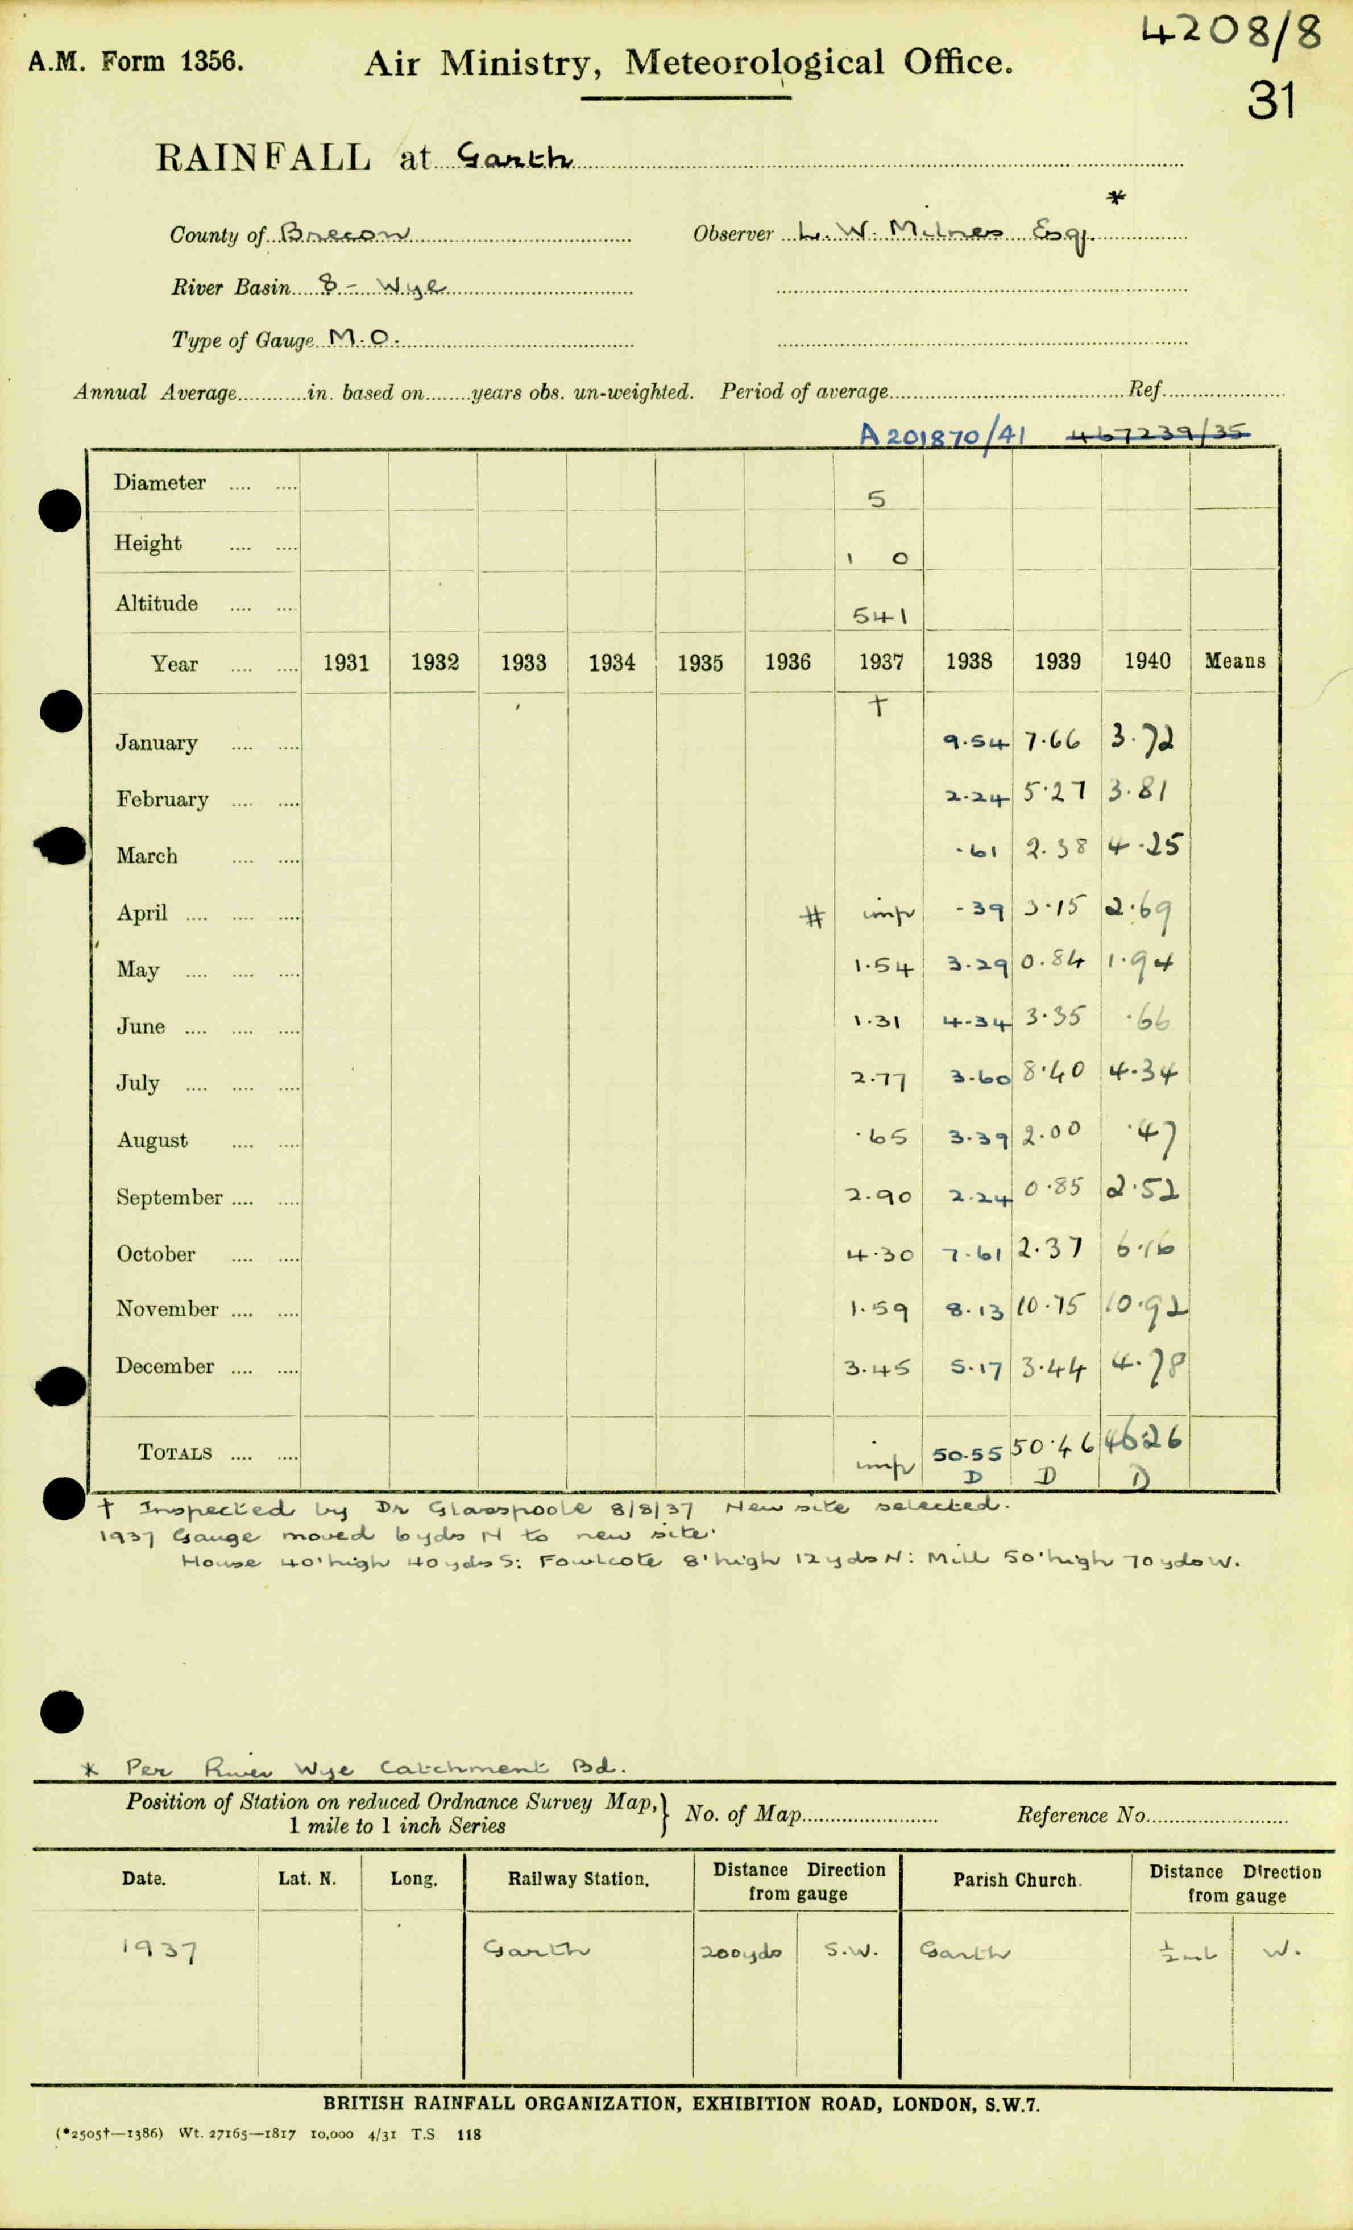 4208/8
A.M. Form 1356. Air Ministry, Meteorological Office.
31
RAINFALL at Garth
*
County of Brecon Observer L. W. Milnes Esq.
River Basin 8 - Wye
Type of Gauge M.O.
Annual Average in. based on years obs. un-weighted. Period of average Ref.
A201870/41 467239/35
Diameter 5
Height 1 0
Altitude 541
Year 1931 1932 1933 1934 1935 1936 1937 1938 1939 1940 Means
†
January 9.54 7.66 3.72
February 2.24 5.27 3.81
March .61 2.38 4.25
April # imp .39 3.15 2.69
May 1.54 3.29 0.84 1.94
June 1.31 4.34 3.35 .66
July 2.77 3.60 8.40 4.34
August .65 3.39 2.00 .47
September 2.90 2.24 0.85 2.52
October 4.30 7.61 2.37 6.16
November 1.59 8.13 10.75 10.92
December 3.45 5.17 3.44 4.78
TOTALS imp 50.55 50.46 46.26
D D D
† Inspected by Dr Glasspoole 8/8/37 New site selected.
1937 Gauge moved 6yds N to new site.
House 40'high 40yds S: Fowlcote 8'high 12yds N: Mill 50'high 70yds W.
* Per River Wye Catchment Bd.
Position of Station on reduced Ordnance Survey Map,} No. of Map Reference No.
1 mile to 1 inch Series
Date. Lat. N. Long. Railway Station. Distance Direction from gauge Parish Church. Distance Direction from gauge
1937 Garth 200yds S.W. Garth ½ml W.
BRITISH RAINFALL ORGANIZATION, EXHIBITION ROAD, LONDON, S.W.7.
(*2505†—1386) Wt. 27165—1817 10,000 4/31 T.S 118